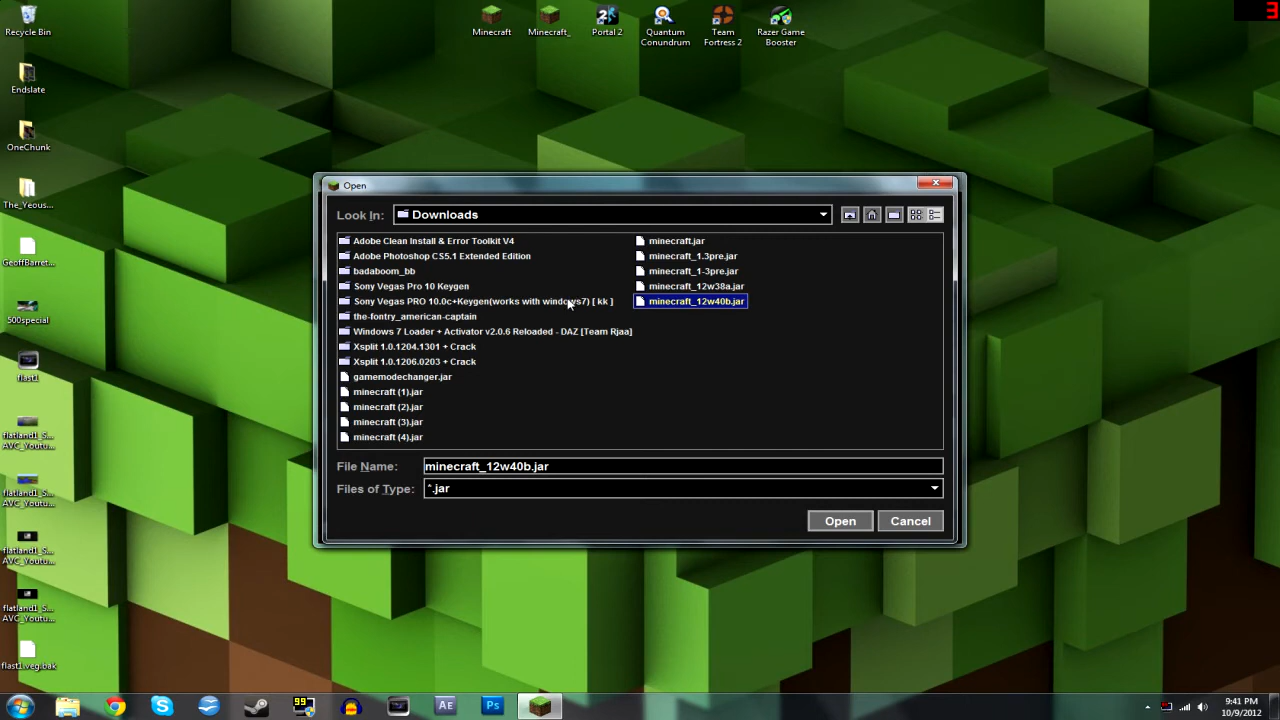 3
Recycle Bin
Minecraft
Minecraft_
Portal 2
Quantum
Conundrum
Team
Fortress 2
Razer Game
Booster
Endslate
OneChunk
The_Yeous...
GeoffBarret...
500special
flast1
flatland1_S...
AVC_Youtu...
flatland1_S...
AVC_Youtu...
flatland1_S...
AVC_Youtu...
flatland1_S...
AVC_Youtu...
flast1.veg.bak
Open
Look In:
Downloads
Adobe Clean Install & Error Toolkit V4
Adobe Photoshop CS5.1 Extended Edition
badaboom_bb
Sony Vegas Pro 10 Keygen
Sony Vegas PRO 10.0c+Keygen(works with windows7) [ kk ]
the-fontry_american-captain
Windows 7 Loader + Activator v2.0.6 Reloaded - DAZ [Team Rjaa]
Xsplit 1.0.1204.1301 + Crack
Xsplit 1.0.1206.0203 + Crack
gamemodechanger.jar
minecraft (1).jar
minecraft (2).jar
minecraft (3).jar
minecraft (4).jar
minecraft.jar
minecraft_1.3pre.jar
minecraft_1-3pre.jar
minecraft_12w38a.jar
minecraft_12w40b.jar
File Name: minecraft_12w40b.jar
Files of Type: *.jar
Open
Cancel
99
AE
Ps
9:41 PM
10/9/2012